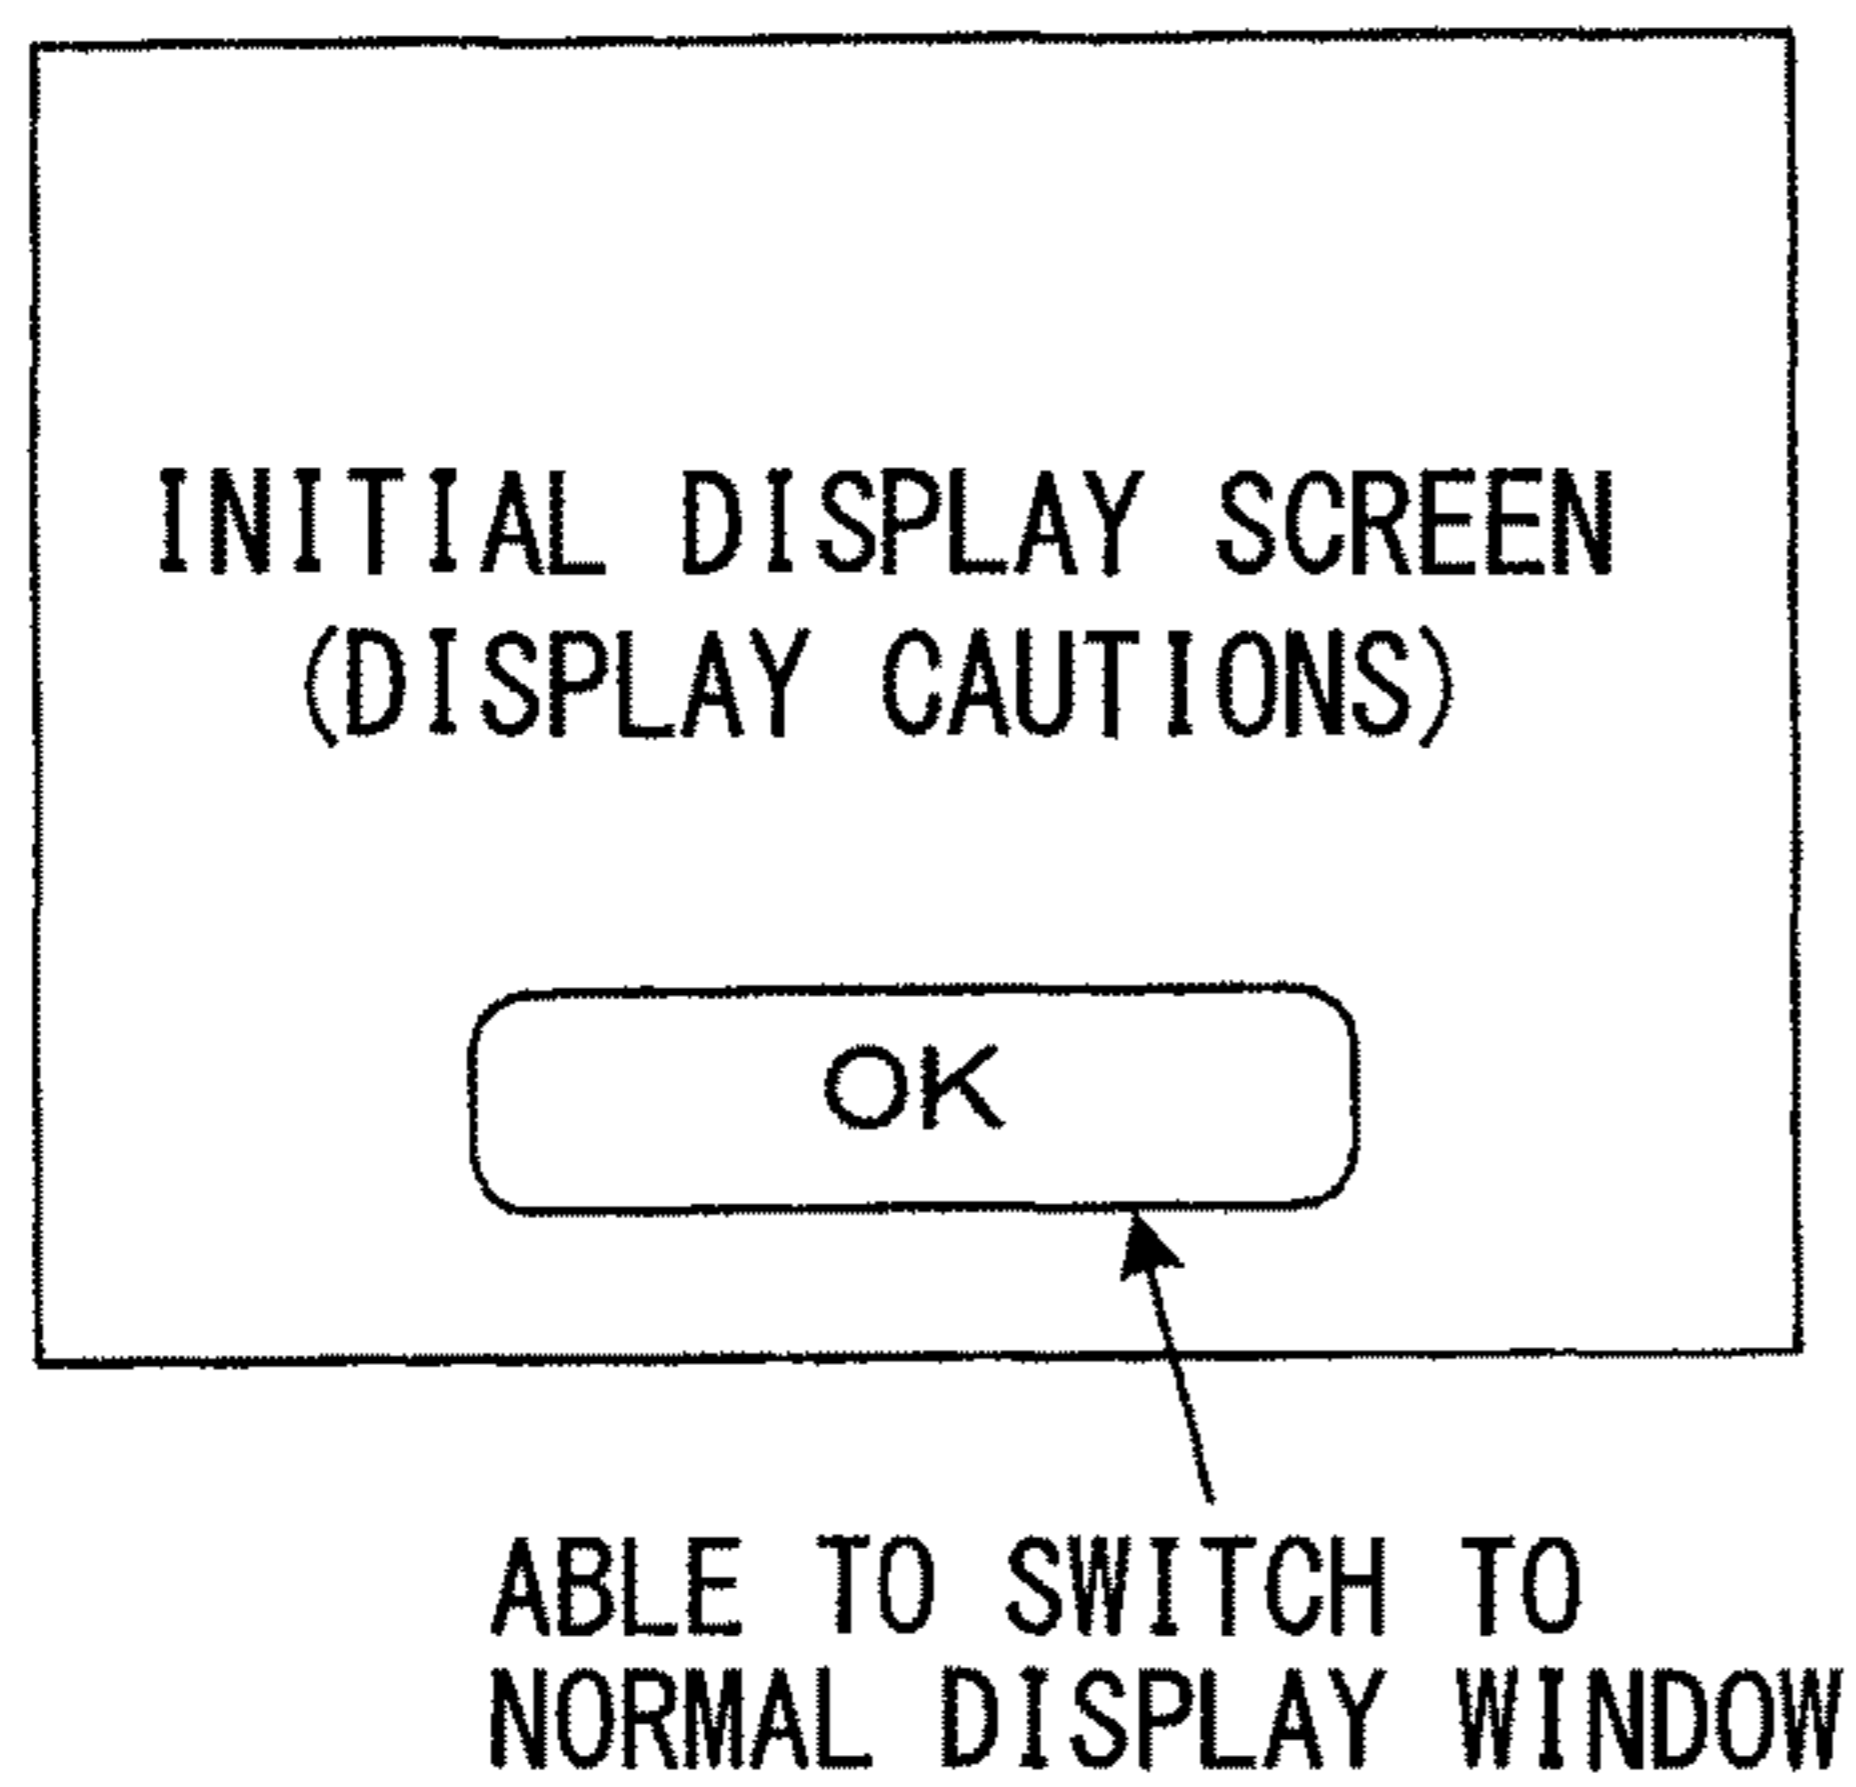 INITIAL DISPLAY SCREEN
(DISPLAY CAUTIONS)
OK
ABLE TO SWITCH TO
NORMAL DISPLAY WINDOW